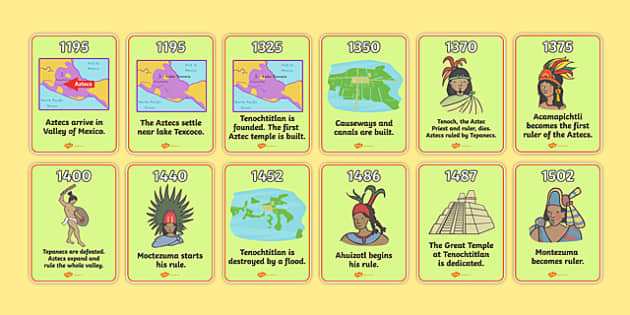 1195
Aztecs
Aztecs arrive in
Valley of Mexico.
1195
The Aztecs settle
near lake Texcoco.
1325
Tenochtitlan is
founded. The first
Aztec temple is built.
1350
Causeways and
canals are built.
1370
Tenoch, the Aztec
Priest and ruler, dies.
Aztecs ruled by Tepanecs.
1375
Acamapichtli
becomes the first
ruler of the Aztecs.
1400
Tepanecs are defeated.
Aztecs expand and
rule the whole valley.
1440
Moctezuma starts
his rule.
1452
Tenochtitlan is
destroyed by a flood.
1486
Ahuizotl begins
his rule.
1487
The Great Temple
at Tenochtitlan
is dedicated.
1502
Montezuma
becomes ruler.